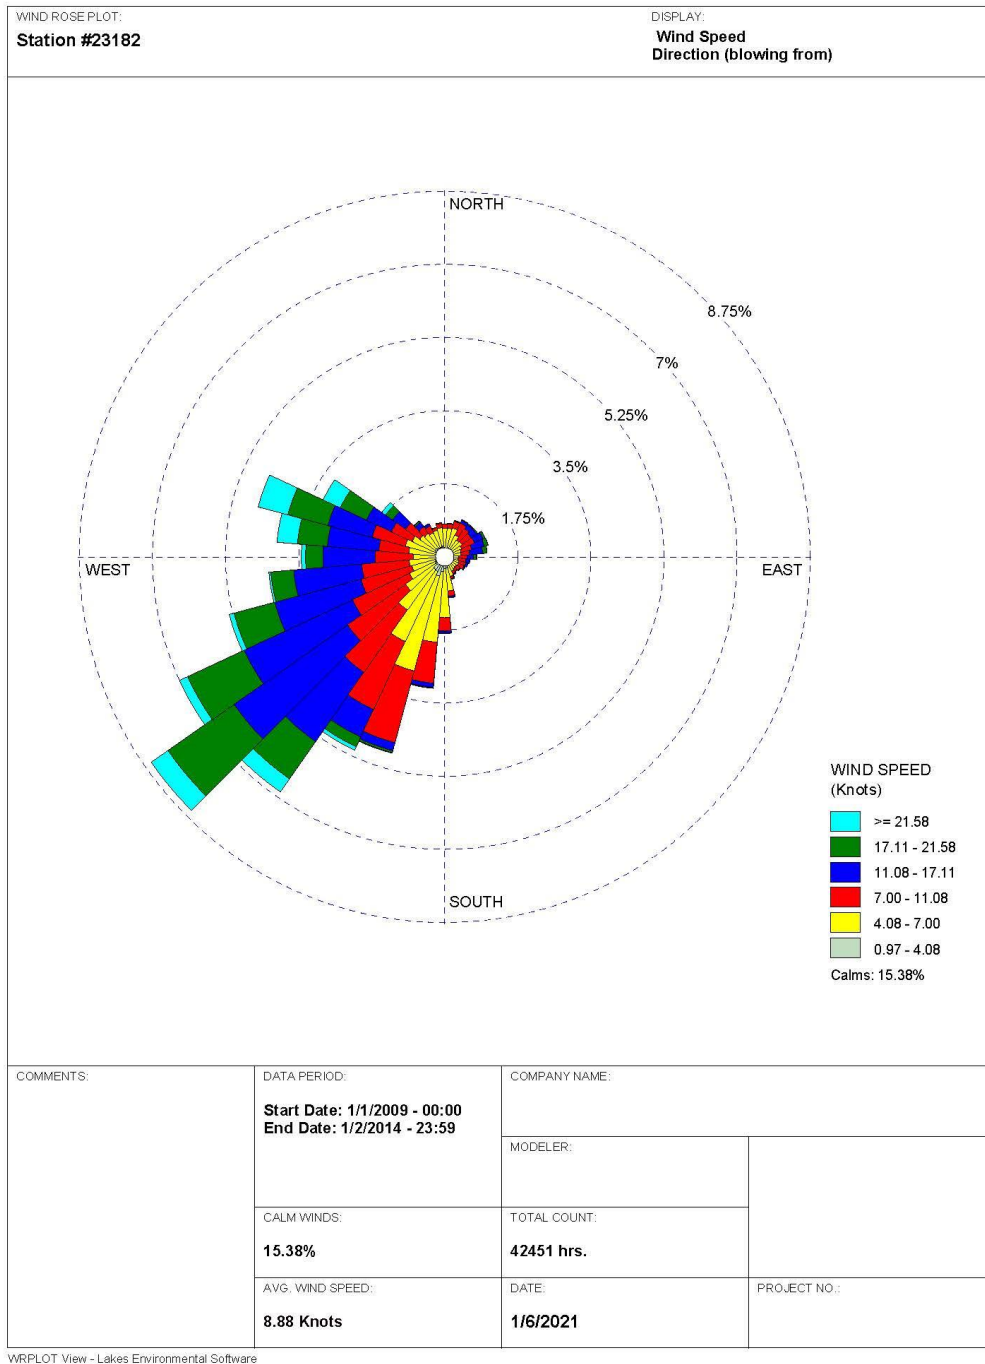 WIND ROSE PLOT:
Station #23182
DISPLAY:
Wind Speed
Direction (blowing from)
NORTH
8.75%
7%
5.25%
3.5%
1.75%
WEST
EAST
SOUTH
WIND SPEED
(Knots)
>= 21.58
17.11 - 21.58
11.08 - 17.11
7.00 - 11.08
4.08 - 7.00
0.97 - 4.08
Calms: 15.38%
COMMENTS:
DATA PERIOD:
Start Date: 1/1/2009 - 00:00
End Date: 1/2/2014 - 23:59
COMPANY NAME:
MODELER:
CALM WINDS:
15.38%
TOTAL COUNT:
42451 hrs.
AVG. WIND SPEED:
8.88 Knots
DATE:
1/6/2021
PROJECT NO.:
WRPLOT View - Lakes Environmental Software